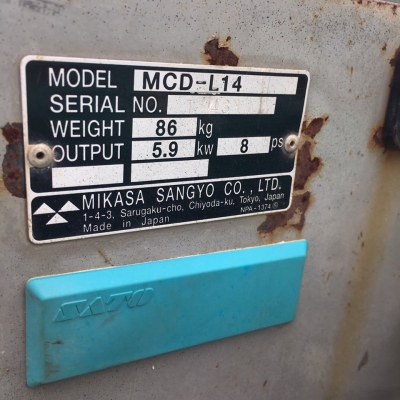 MODEL MCD-L14
SERIAL NO.
WEIGHT 86 kg
OUTPUT 5.9 kw 8 ps
MIKASA SANGYO CO., LTD.
1-4-3, Sarugaku-cho, Chiyoda-ku, Tokyo, Japan
Made in Japan NPA-1374